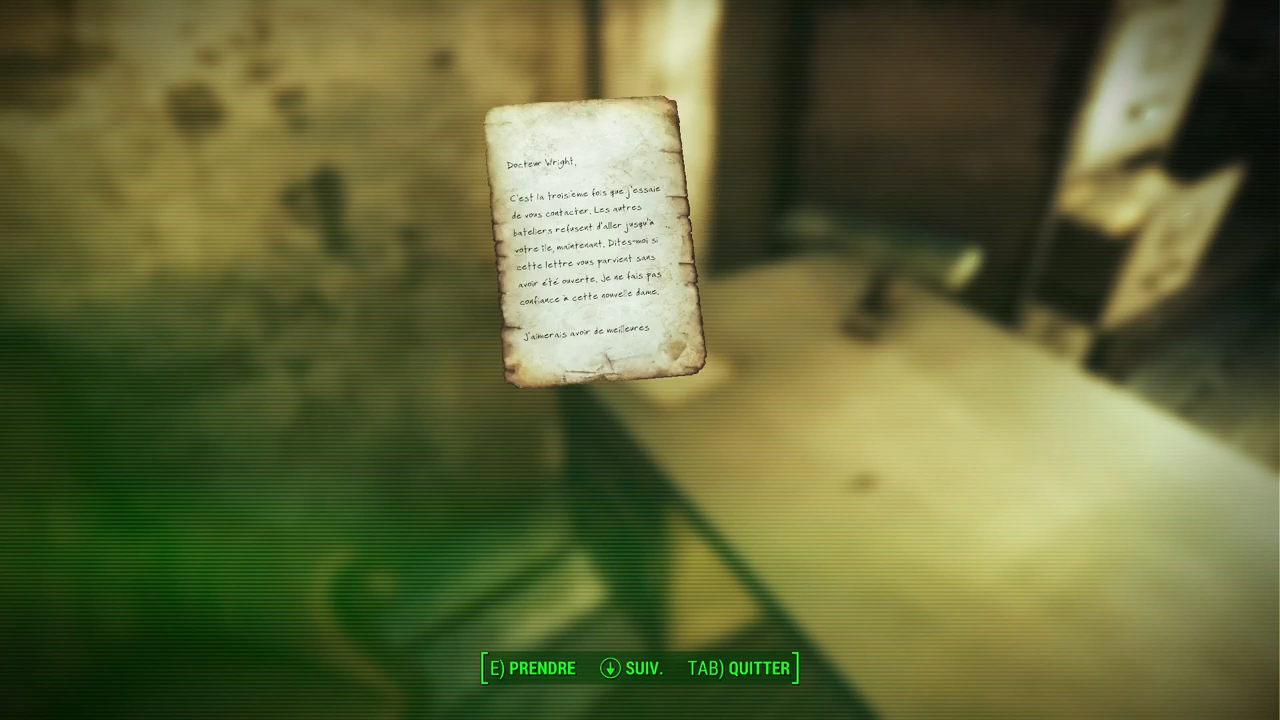 Docteur Wright,
C'est la troisième fois que j'essaie
de vous contacter. Les autres
bateliers refusent d'aller jusqu'à
votre île, maintenant. Dites-moi si
cette lettre vous parvient sans
avoir été ouverte. Je ne fais pas
confiance à cette nouvelle dame.
J'aimerais avoir de meilleures
E) PRENDRE SUIV. TAB) QUITTER